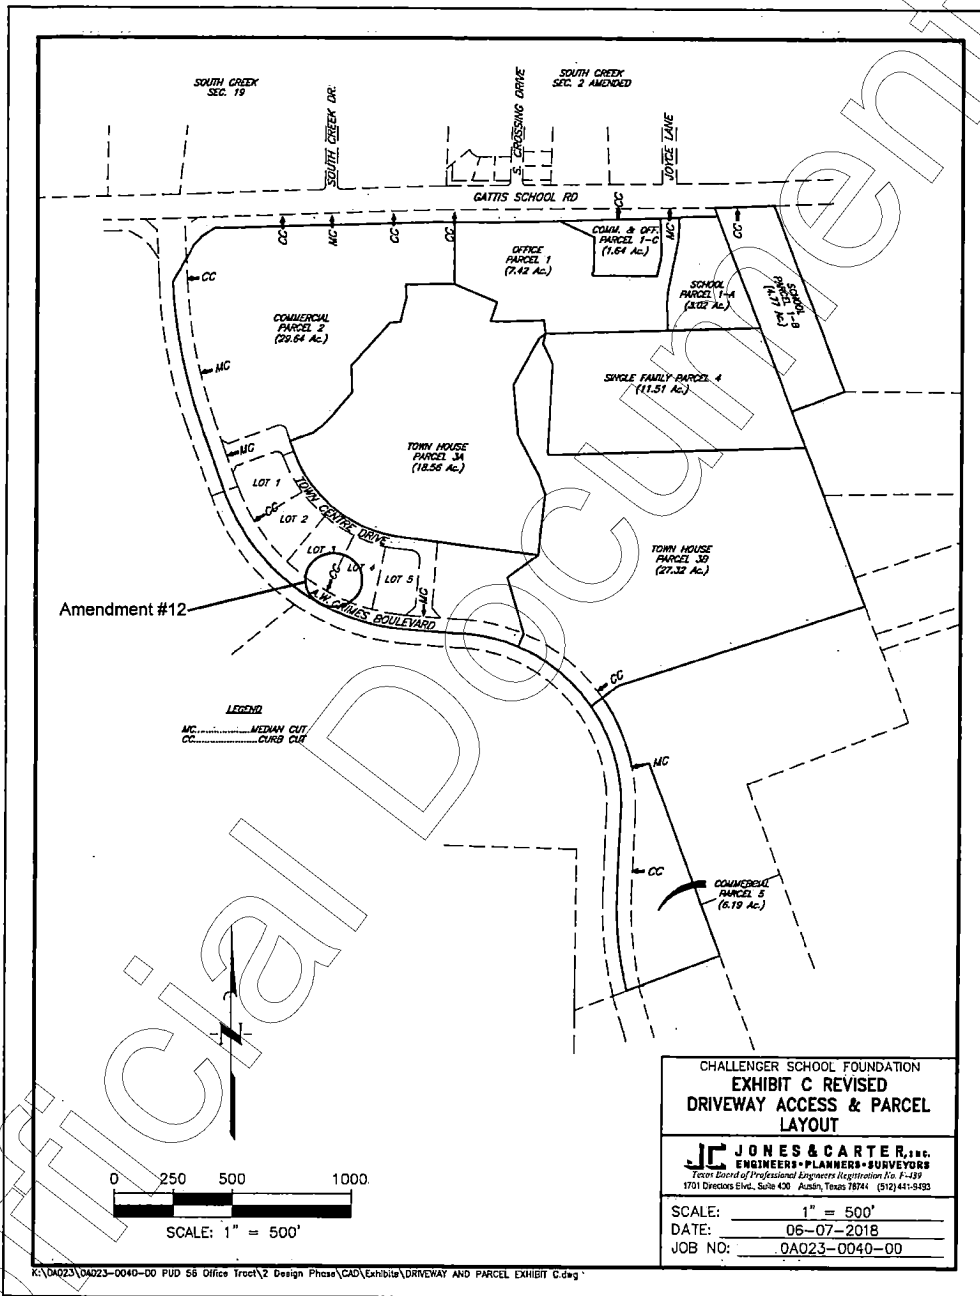 SOUTH CREEK
SEC. 19
SOUTH CREEK DR.
S. CROSSING DRIVE
SOUTH CREEK
SEC. 2 AMENDED
JOYCE LANE
GATTIS SCHOOL RD
CC
MC
CC
CC
CC
MC
CC
OFFICE
PARCEL 1
(7.42 Ac.)
COMM. & OFF.
PARCEL 1-C
(1.64 Ac.)
SCHOOL
PARCEL 1-A
(3.02 Ac.)
SCHOOL
PARCEL 1-B
(4.77 Ac.)
CC
COMMERCIAL
PARCEL 2
(29.64 Ac.)
MC
SINGLE FAMILY PARCEL 4
(11.51 Ac.)
MC
TOWN HOUSE
PARCEL 3A
(18.56 Ac.)
LOT 1
CC
LOT 2
TOWN CENTRE DRIVE
LOT 3
LOT 4
LOT 5
CC
MC
TOWN HOUSE
PARCEL 3B
(27.32 Ac.)
Amendment #12
A.W. GRIMES BOULEVARD
CC
LEGEND
MC..............MEDIAN CUT
CC................CURB CUT
MC
CC
COMMERCIAL
PARCEL 5
(6.19 Ac.)
N
0 250 500 1000
SCALE: 1" = 500'
CHALLENGER SCHOOL FOUNDATION
EXHIBIT C REVISED
DRIVEWAY ACCESS & PARCEL
LAYOUT
JC JONES & CARTER, INC.
ENGINEERS•PLANNERS•SURVEYORS
Texas Board of Professional Engineers Registration No. F-439
1701 Directors Blvd., Suite 400 Austin, Texas 78744 (512) 441-9493
SCALE: 1" = 500'
DATE: 06-07-2018
JOB NO: 0A023-0040-00
K:\0A023\0A023-0040-00 PUD 56 Office Tract\2 Design Phase\CAD\Exhibits\DRIVEWAY AND PARCEL EXHIBIT C.dwg
fficial Document